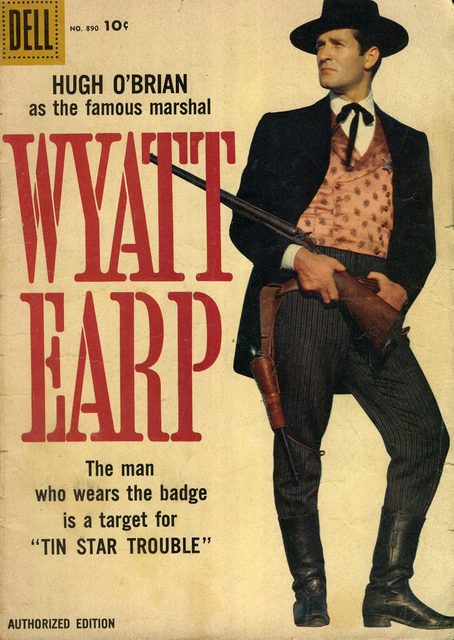 DELL
NO. 890 10¢
HUGH O'BRIAN
as the famous marshal
WYATT
EARP
The man
who wears the badge
is a target for
"TIN STAR TROUBLE"
AUTHORIZED EDITION